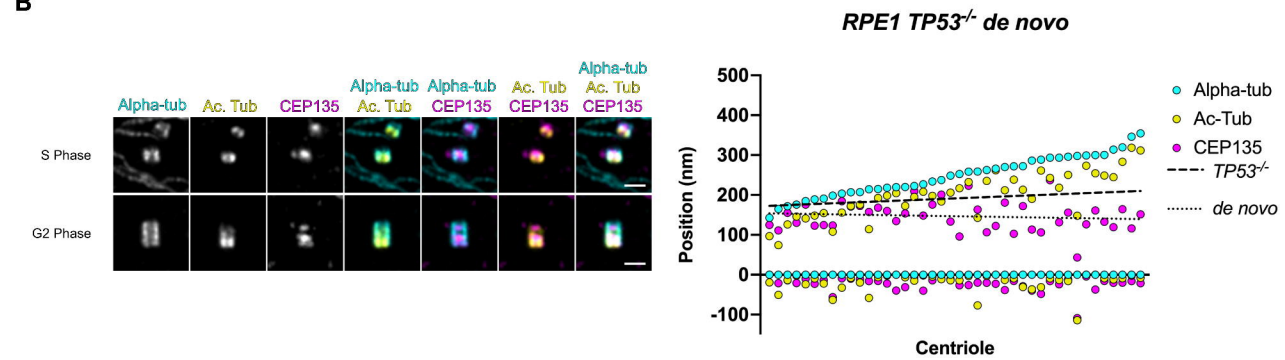 B
Alpha-tub Ac. Tub CEP135 Alpha-tub Ac. Tub Alpha-tub CEP135 Ac. Tub CEP135 Alpha-tub Ac. Tub CEP135
S Phase
G2 Phase
RPE1 TP53-/- de novo
500
400
300
200
100
0
-100
Position (nm)
Centriole
Alpha-tub
Ac-Tub
CEP135
TP53-/-
de novo